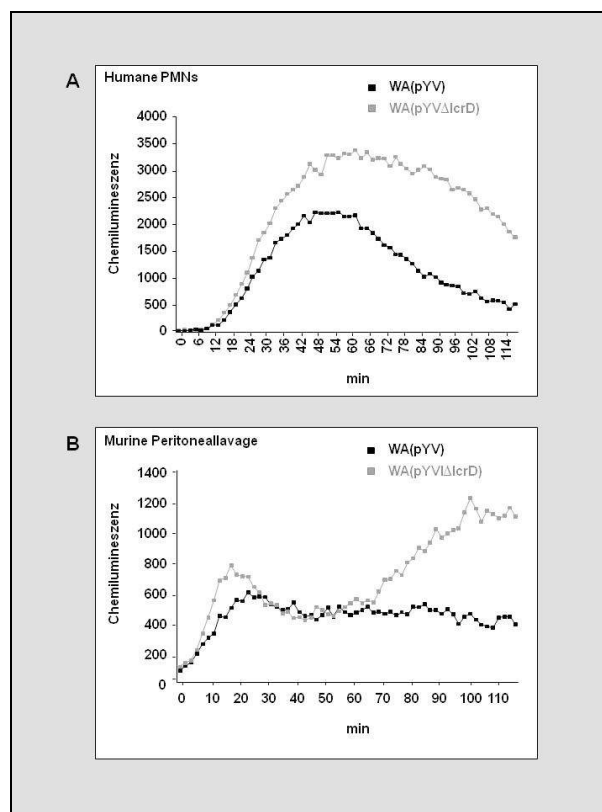 A
Humane PMNs
WA(pYV)
WA(pYVΔlcrD)
Chemilumineszenz
4000
3500
3000
2500
2000
1500
1000
500
0
0 6 12 18 24 30 36 42 48 54 60 66 72 78 84 90 96 102 108 114
min
B
Murine Peritoneallavage
WA(pYV)
WA(pYVlΔlcrD)
Chemilumineszenz
1400
1200
1000
800
600
400
200
0
0 10 20 30 40 50 60 70 80 90 100 110
min